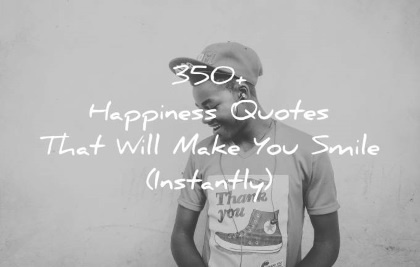 350+
Happiness Quotes
That Will Make You Smile
(Instantly)
Thank
you